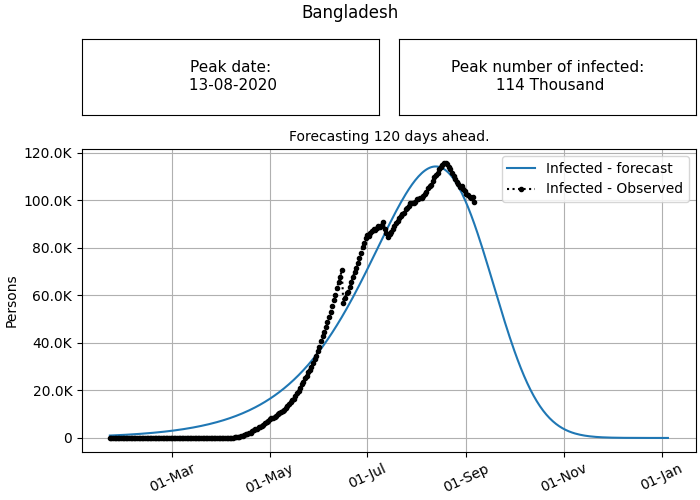 Bangladesh
Peak date:
13-08-2020
Peak number of infected:
114 Thousand
Forecasting 120 days ahead.
120.0K
100.0K
80.0K
60.0K
40.0K
20.0K
0
Persons
Infected - forecast
Infected - Observed
01-Mar
01-May
01-Jul
01-Sep
01-Nov
01-Jan